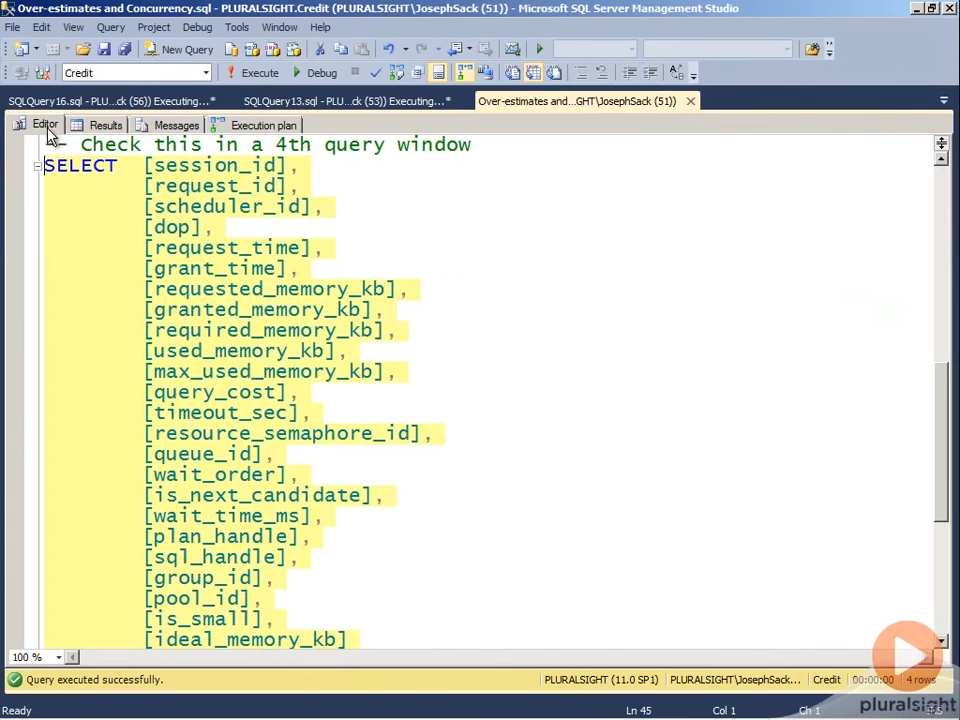 Over-estimates and Concurrency.sql - PLURALSIGHT.Credit (PLURALSIGHT\JosephSack (51)) - Microsoft SQL Server Management Studio
File Edit View Query Project Debug Tools Window Help
New Query
Credit Execute Debug
SQLQuery16.sql - PLU...ck (56)) Executing...* SQLQuery13.sql - PLU...ck (53)) Executing...* Over-estimates and...GHT\JosephSack (51))
Editor Results Messages Execution plan
- Check this in a 4th query window
SELECT [session_id],
[request_id],
[scheduler_id],
[dop],
[request_time],
[grant_time],
[requested_memory_kb],
[granted_memory_kb],
[required_memory_kb],
[used_memory_kb],
[max_used_memory_kb],
[query_cost],
[timeout_sec],
[resource_semaphore_id],
[queue_id],
[wait_order],
[is_next_candidate],
[wait_time_ms],
[plan_handle],
[sql_handle],
[group_id],
[pool_id],
[is_small],
[ideal_memory_kb]
100 %
Query executed successfully. PLURALSIGHT (11.0 SP1) PLURALSIGHT\JosephSack... Credit 00:00:00 4 rows
Ready Ln 45 Col 1 Ch 1 INS
pluralsight